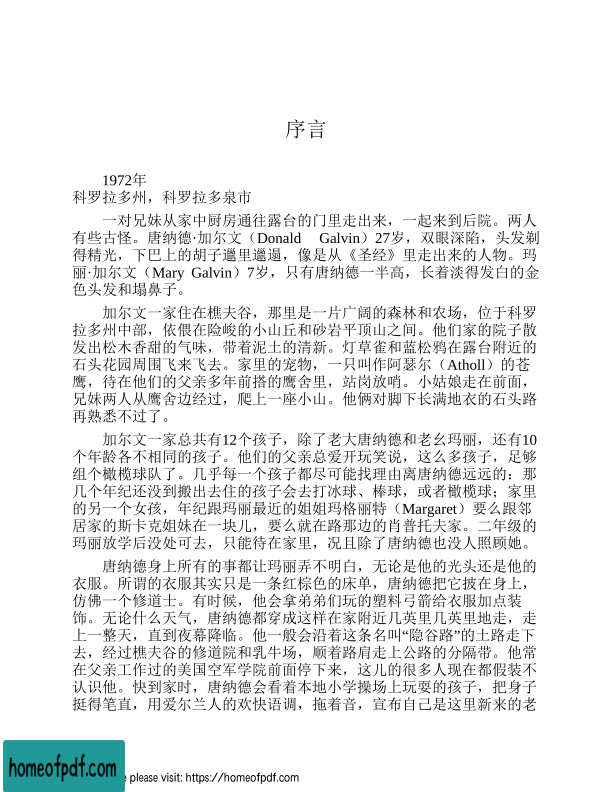 序言
1972年
科罗拉多州，科罗拉多泉市
一对兄妹从家中厨房通往露台的门里走出来，一起来到后院。两人
有些古怪。唐纳德·加尔文（Donald Galvin）27岁，双眼深陷，头发剃
得精光，下巴上的胡子邋里邋遢，像是从《圣经》里走出来的人物。玛
丽·加尔文（Mary Galvin）7岁，只有唐纳德一半高，长着淡得发白的金
色头发和塌鼻子。
加尔文一家住在樵夫谷，那里是一片广阔的森林和农场，位于科罗
拉多州中部，依偎在险峻的小山丘和砂岩平顶山之间。他们家的院子散
发出松木香甜的气味，带着泥土的清新。灯草雀和蓝松鸦在露台附近的
石头花园周围飞来飞去。家里的宠物，一只叫作阿瑟尔（Atholl）的苍
鹰，待在他们的父亲多年前搭的鹰舍里，站岗放哨。小姑娘走在前面，
兄妹两人从鹰舍边经过，爬上一座小山。他俩对脚下长满地衣的石头路
再熟悉不过了。
加尔文一家总共有12个孩子，除了老大唐纳德和老幺玛丽，还有10
个年龄各不相同的孩子。他们的父亲总爱开玩笑说，这么多孩子，足够
组个橄榄球队了。几乎每一个孩子都尽可能找理由离唐纳德远远的：那
几个年纪还没到搬出去住的孩子会去打冰球、棒球，或者橄榄球；家里
的另一个女孩，年纪跟玛丽最近的姐姐玛格丽特（Margaret）要么跟邻
居家的斯卡克姐妹在一块儿，要么就在路那边的肖普托夫家。二年级的
玛丽放学后没处可去，只能待在家里，况且除了唐纳德也没人照顾她。
唐纳德身上所有的事都让玛丽弄不明白，无论是他的光头还是他的
衣服。所谓的衣服其实只是一条红棕色的床单，唐纳德把它披在身上，
仿佛一个修道士。有时候，他会拿弟弟们玩的塑料弓箭给衣服加点装
饰。无论什么天气，唐纳德都穿成这样在家附近几英里几英里地走，走
上一整天，直到夜幕降临。他一般会沿着这条名叫“隐谷路”的土路走下
去，经过樵夫谷的修道院和乳牛场，顺着路肩走上公路的分隔带。他常
在父亲工作过的美国空军学院前面停下来，这儿的很多人现在都假装不
认识他。快到家时，唐纳德会看着本地小学操场上玩耍的孩子，把身子
挺得笔直，用爱尔兰人的欢快语调，拖着音，宣布自己是这里新来的老
homeofpdf.com
please visit: https://homeofpdf.com